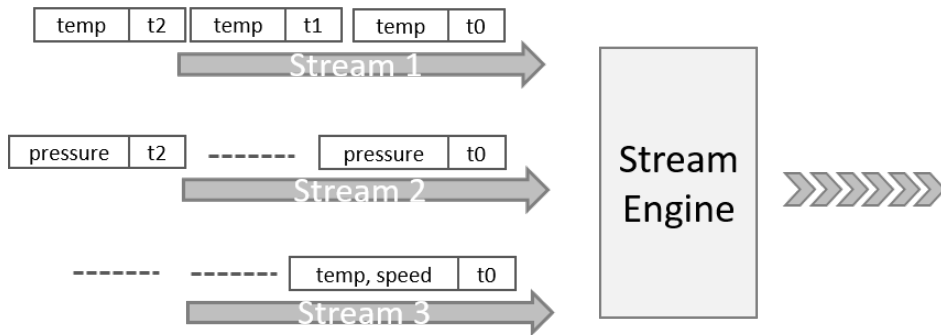 temp t2 temp t1 temp t0
Stream 1
pressure t2 pressure t0
Stream 2
temp, speed t0
Stream 3
Stream
Engine